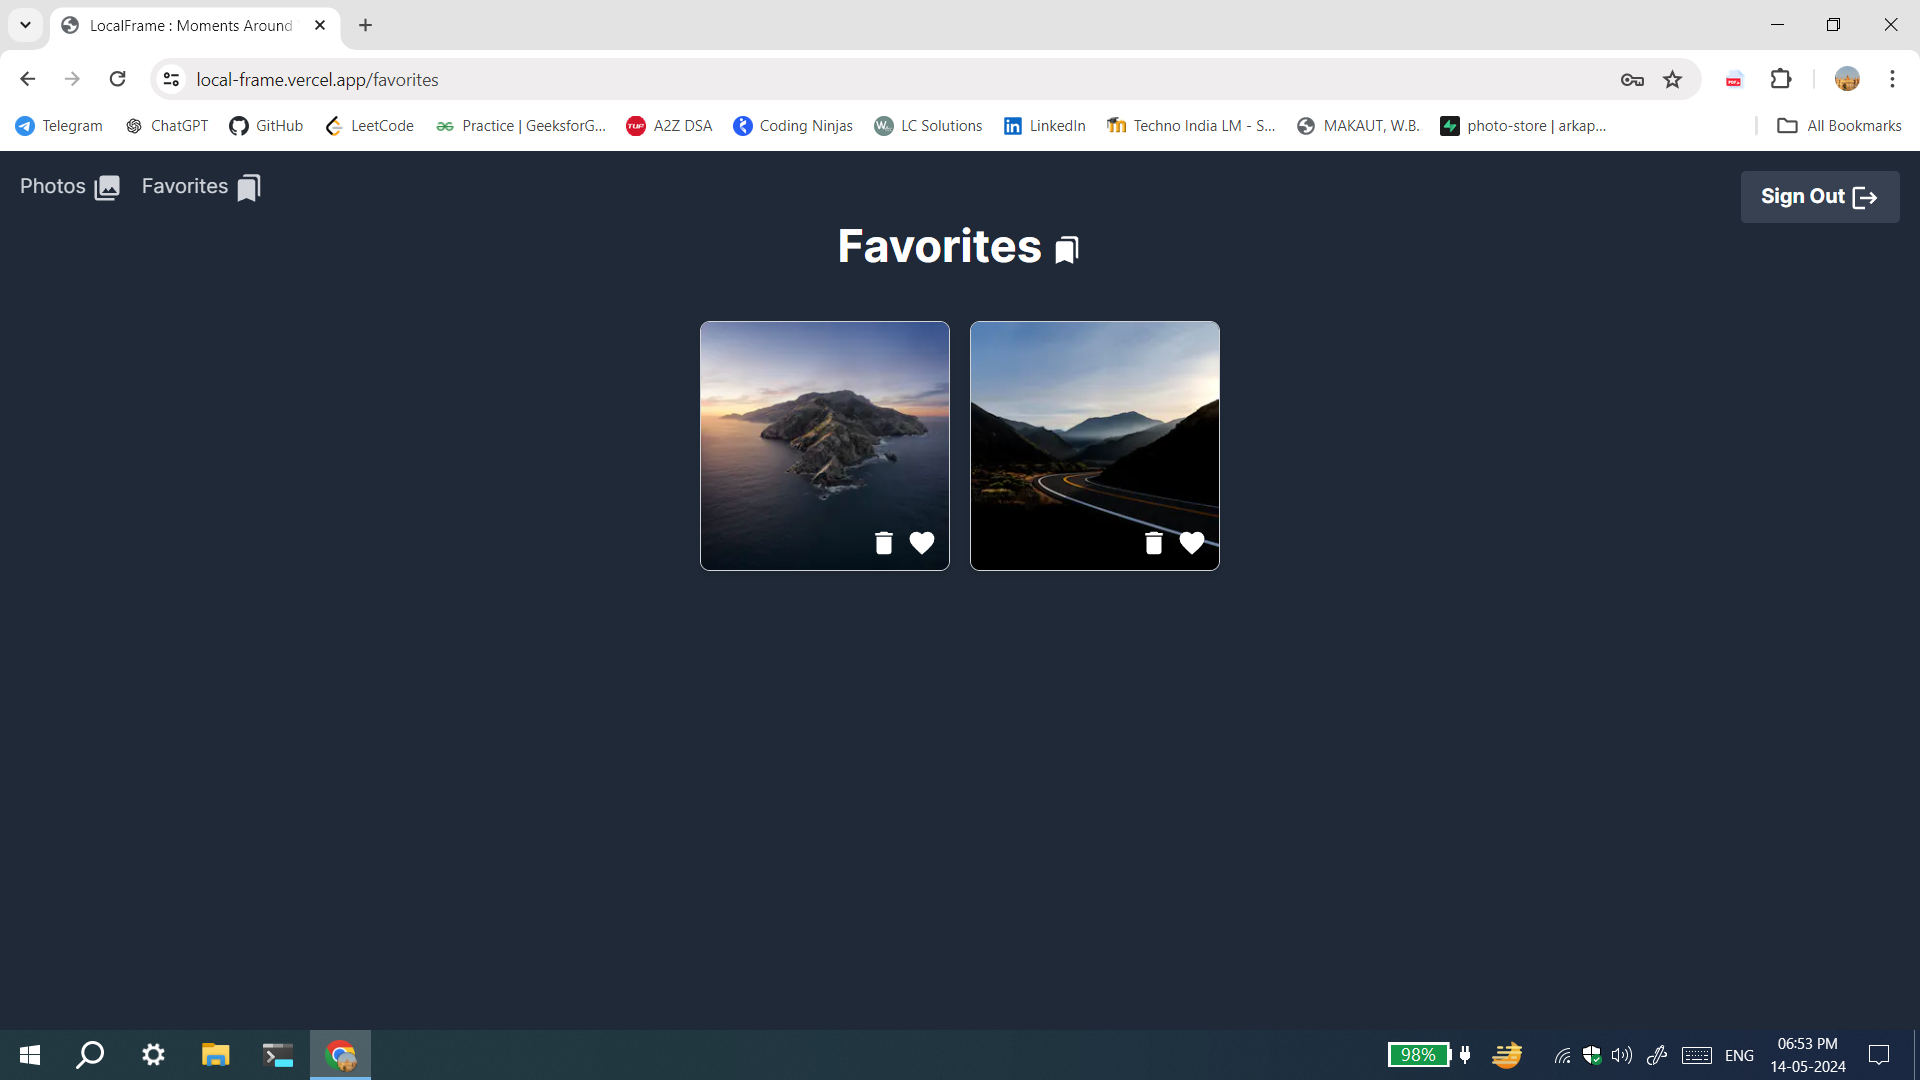 LocalFrame : Moments Around
local-frame.vercel.app/favorites
Telegram ChatGPT GitHub LeetCode Practice | GeeksforG... A2Z DSA Coding Ninjas LC Solutions LinkedIn Techno India LM - S... MAKAUT, W.B. photo-store | arkap... All Bookmarks
Photos Favorites Sign Out
Favorites
98% ENG 06:53 PM
14-05-2024